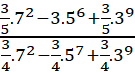 3/5 .7² − 3.5⁶ + 3/5 .3⁹
3/4 .7² − 3/4 .5⁷ + 3/4 .3⁹